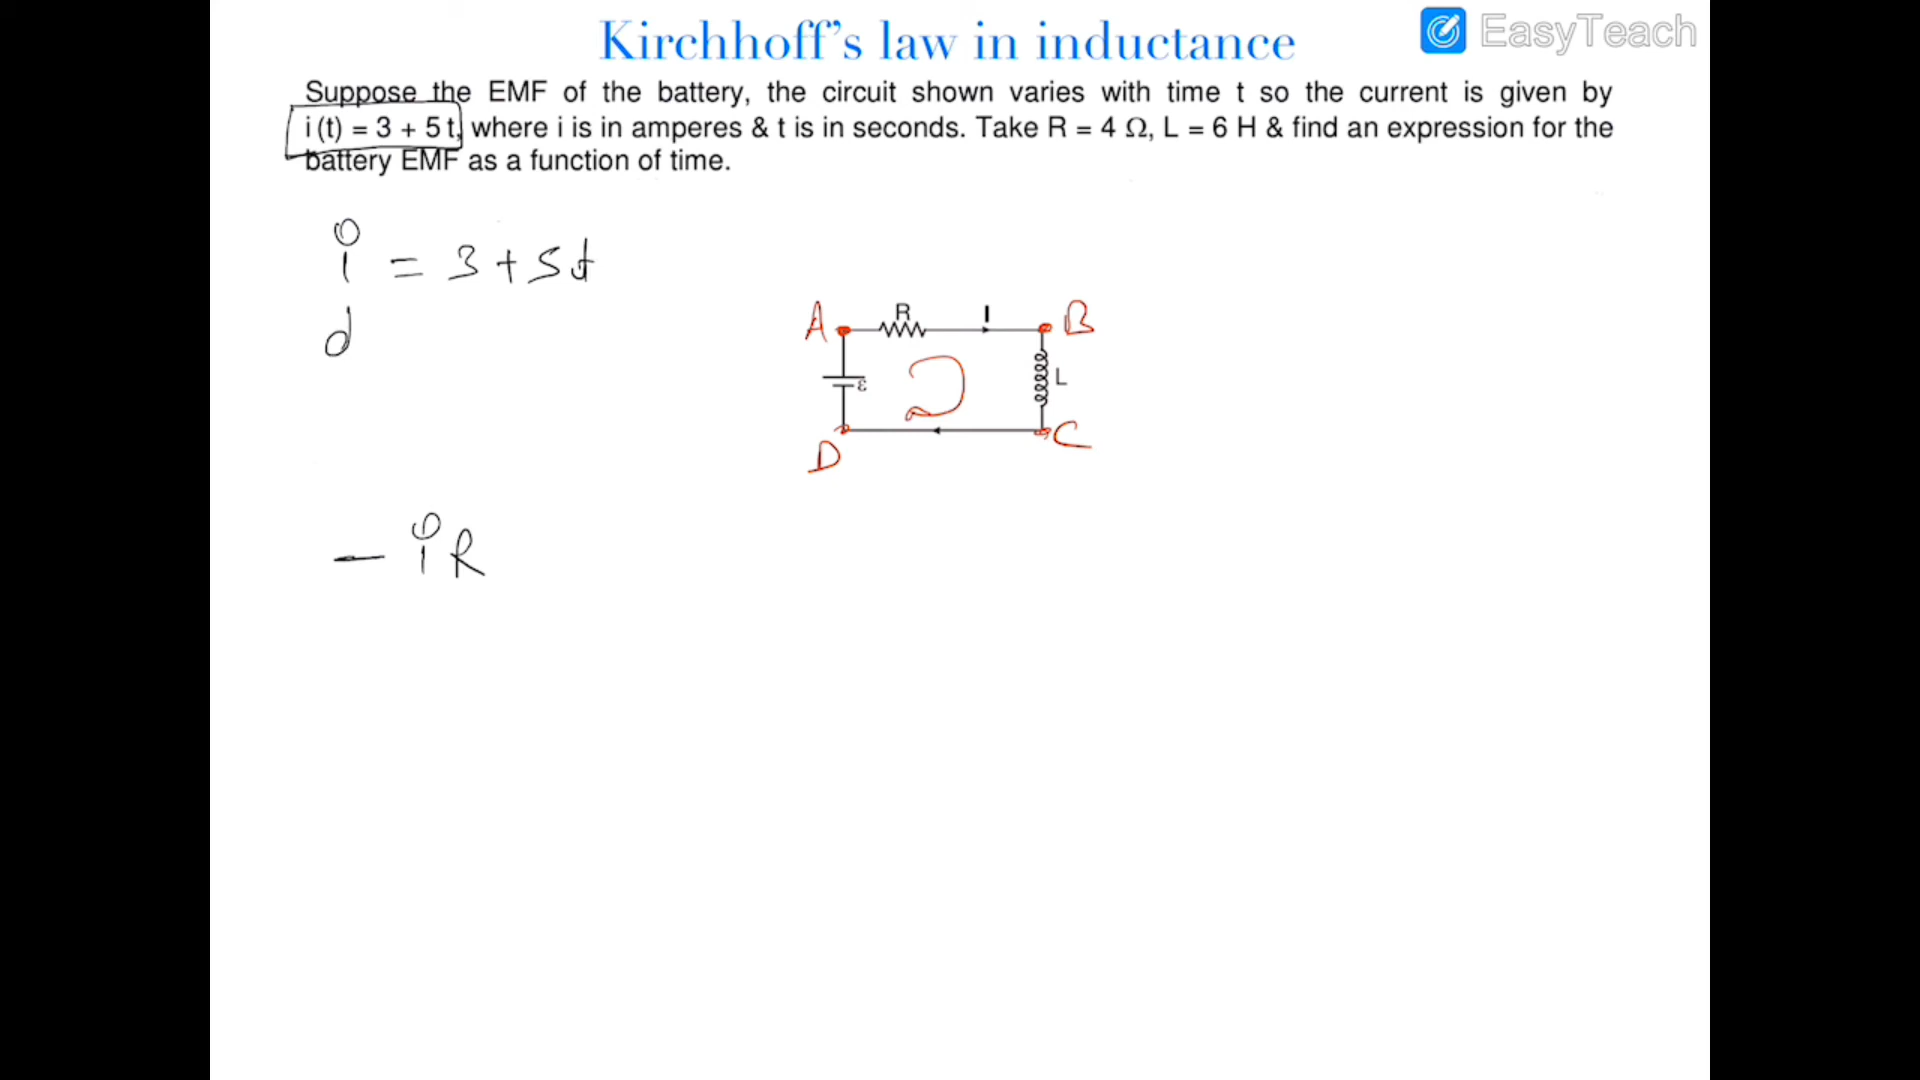 Kirchhoff's law in inductance
EasyTeach
Suppose the EMF of the battery, the circuit shown varies with time t so the current is given by
i (t) = 3 + 5 t, where i is in amperes & t is in seconds. Take R = 4 Ω, L = 6 H & find an expression for the
battery EMF as a function of time.
i = 3 + 5t
d
A
R
I
B
ε
L
D
C
- iR